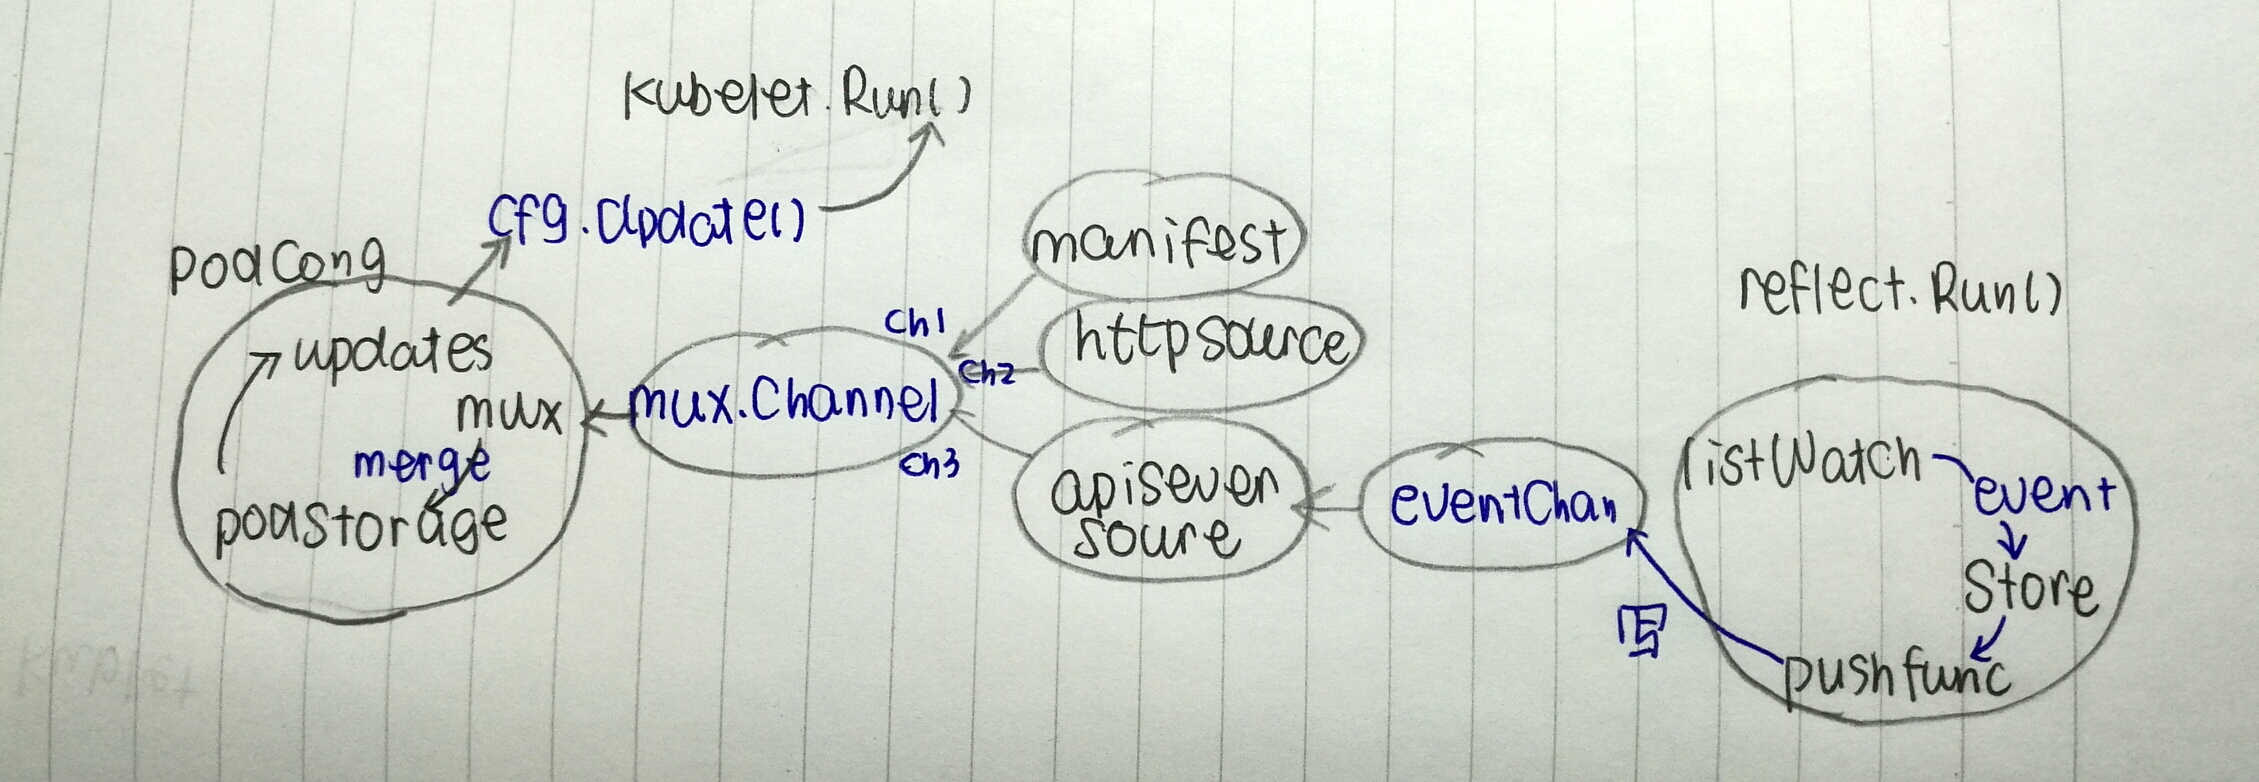 Kubelet.Run()
cfg.Update()
podCong
updates
mux
merge
podstorage
mux.Channel
ch1
ch2
ch3
manifest
httpsource
apisever
soure
eventChan
写
reflect.Run()
listWatch
event
Store
pushfunc